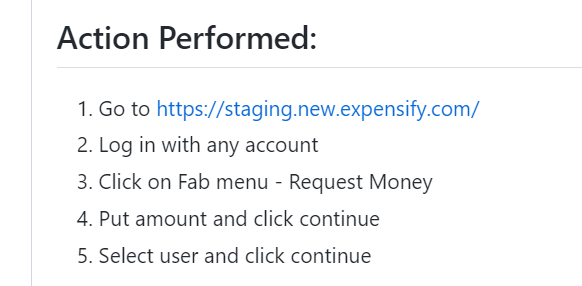 Action Performed:
1. Go to https://staging.new.expensify.com/
2. Log in with any account
3. Click on Fab menu - Request Money
4. Put amount and click continue
5. Select user and click continue